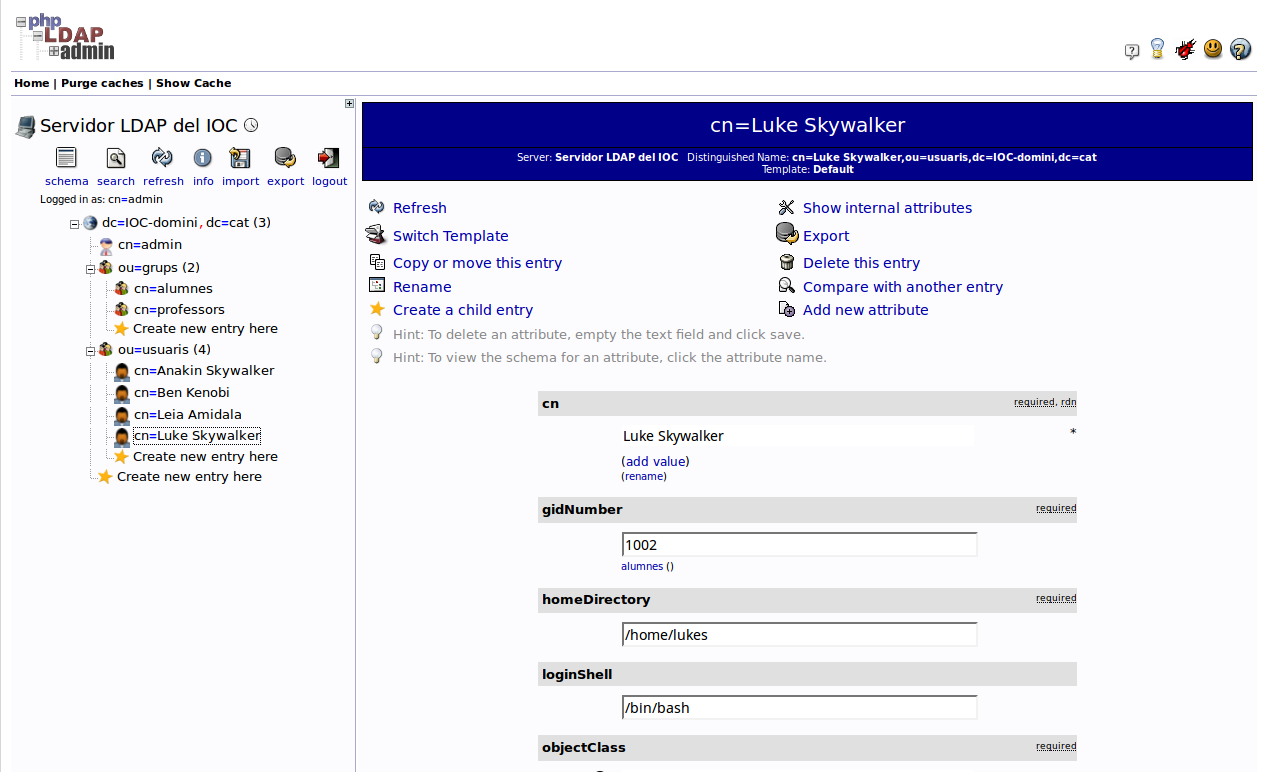 php
LDAP
admin
Home | Purge caches | Show Cache
Servidor LDAP del IOC
schema search refresh info import export logout
Logged in as: cn=admin
dc=IOC-domini, dc=cat (3)
cn=admin
ou=grups (2)
cn=alumnes
cn=professors
Create new entry here
ou=usuaris (4)
cn=Anakin Skywalker
cn=Ben Kenobi
cn=Leia Amidala
cn=Luke Skywalker
Create new entry here
Create new entry here
cn=Luke Skywalker
Server: Servidor LDAP del IOC Distinguished Name: cn=Luke Skywalker,ou=usuaris,dc=IOC-domini,dc=cat
Template: Default
Refresh Show internal attributes
Switch Template Export
Copy or move this entry Delete this entry
Rename Compare with another entry
Create a child entry Add new attribute
Hint: To delete an attribute, empty the text field and click save.
Hint: To view the schema for an attribute, click the attribute name.
cn required, rdn
Luke Skywalker *
(add value)
(rename)
gidNumber required
1002
alumnes ()
homeDirectory required
/home/lukes
loginShell
/bin/bash
objectClass required